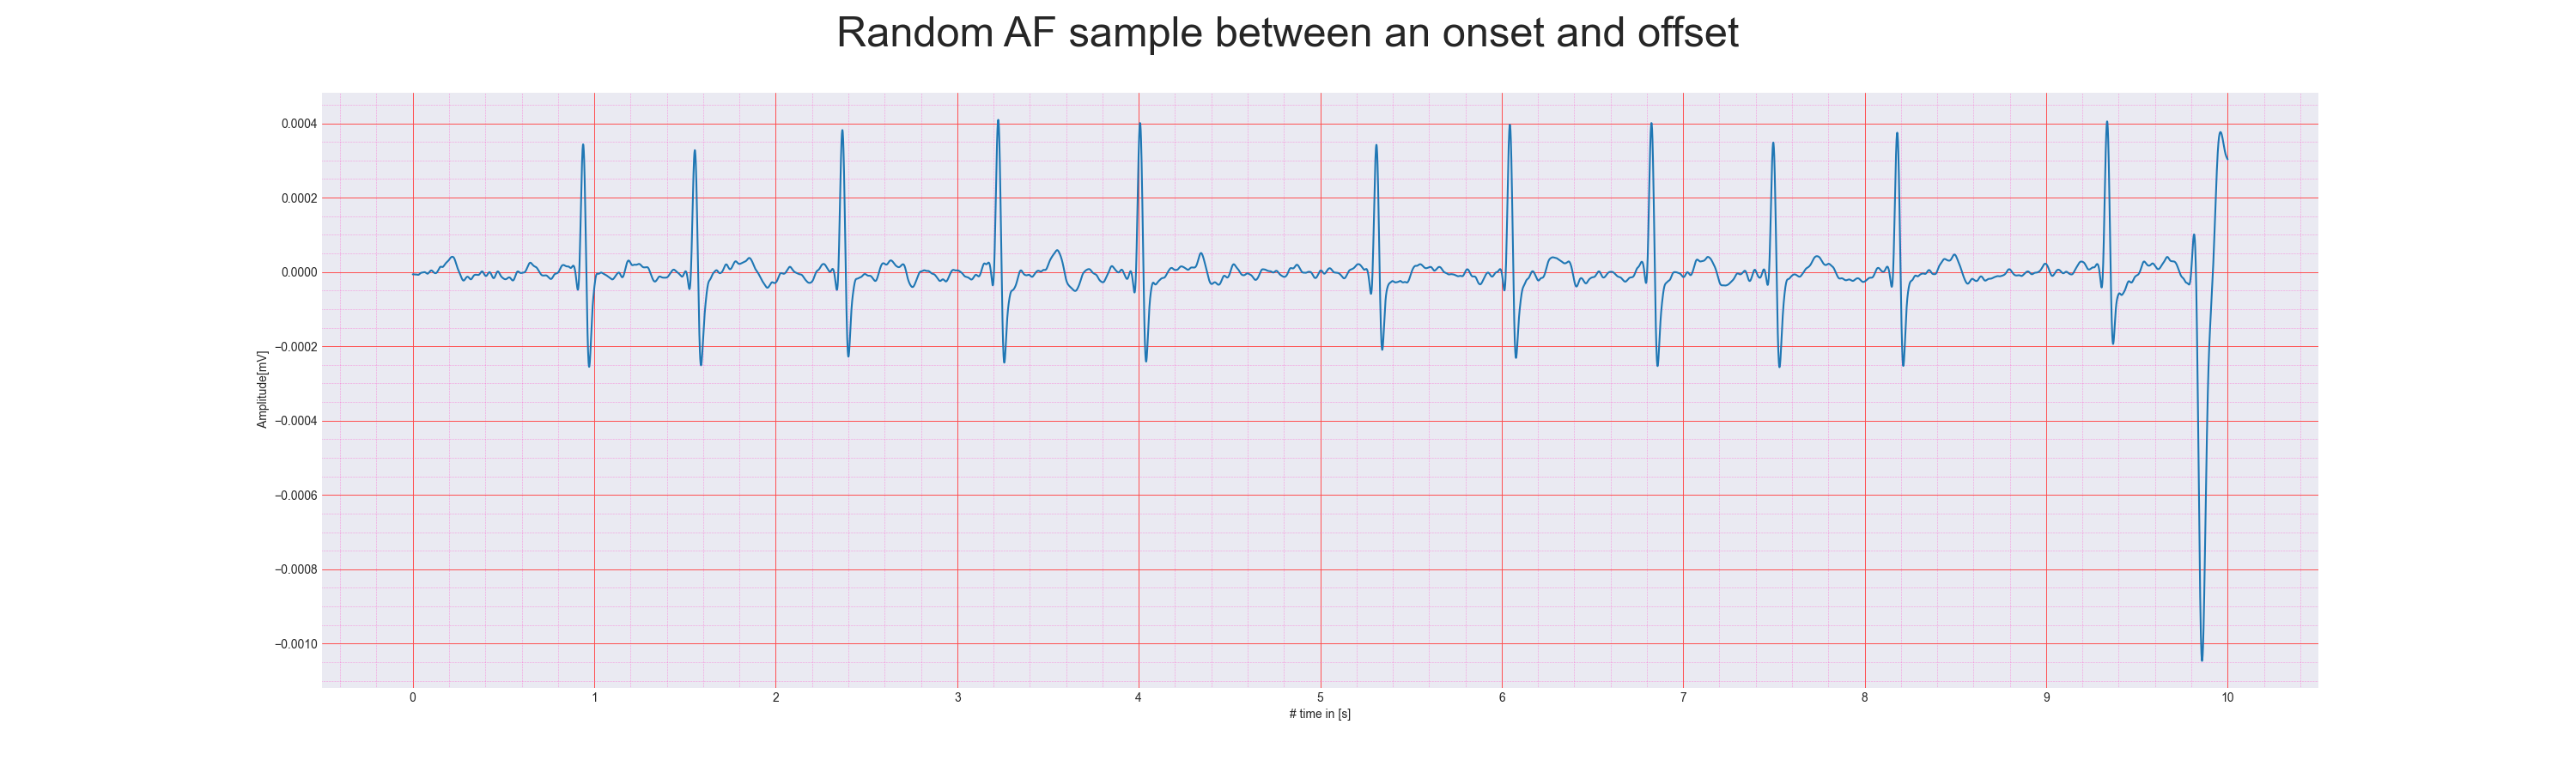 Random AF sample between an onset and offset
0.0004
0.0002
0.0000
−0.0002
−0.0004
−0.0006
−0.0008
−0.0010
Amplitude[mV]
0 1 2 3 4 5 6 7 8 9 10
# time in [s]